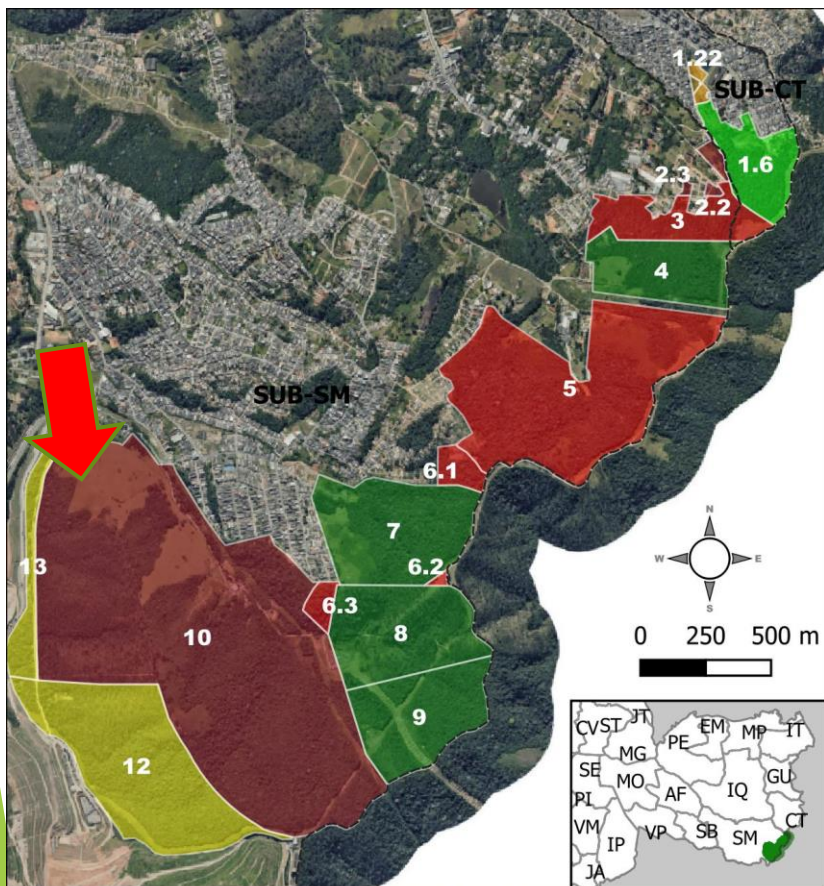 1.22
SUB-CT
1.6
2.3
2.2
3
4
5
SUB-SM
6.1
7
6.2
13
6.3
10
8
9
12
N
W E
S
0 250 500 m
CV ST JT
PE EM MP IT
MG
SE MO GU
AF IQ
PI
CT
VM IP VP SB SM
JA